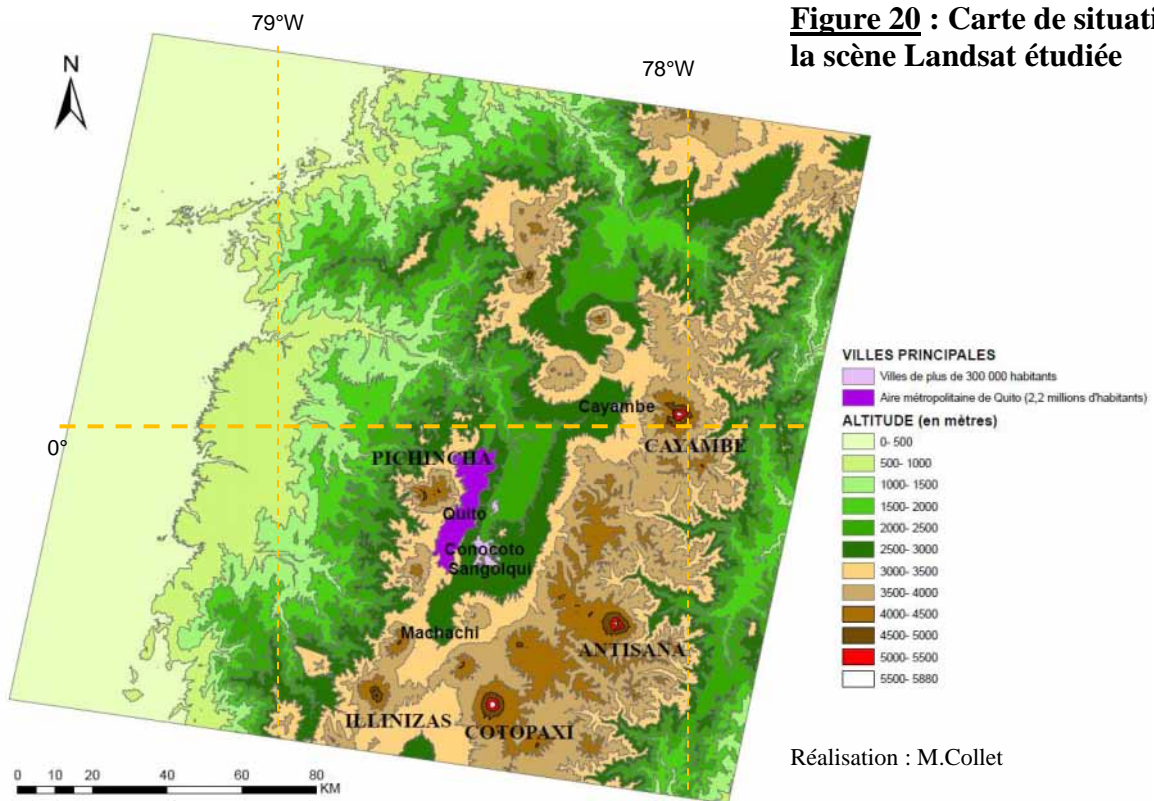 Figure 20 : Carte de situati
la scène Landsat étudiée
79°W
78°W
N
0°
Cayambe
CAYAMBE
PICHINCHA
Quito
Conocoto
Sangolqui
Machachi
ANTISANA
ILLINIZAS
COTOPAXI
VILLES PRINCIPALES
Villes de plus de 300 000 habitants
Aire métropolitaine de Quito (2,2 millions d'habitants)
ALTITUDE (en mètres)
0- 500
500- 1000
1000- 1500
1500- 2000
2000- 2500
2500- 3000
3000- 3500
3500- 4000
4000- 4500
4500- 5000
5000- 5500
5500- 5880
Réalisation : M.Collet
0 10 20 40 60 80
KM